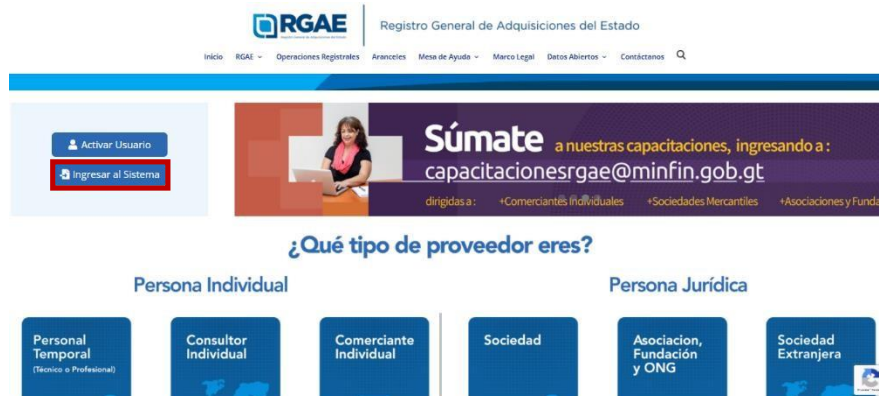 RGAE
Registro General de Adquisiciones del Estado
Inicio RGAE Operaciones Registrales Aranceles Mesa de Ayuda Marco Legal Datos Abiertos Contáctanos
Activar Usuario
Ingresar al Sistema
Súmate a nuestras capacitaciones, ingresando a :
capacitacionesrgae@minfin.gob.gt
dirigidas a : +Comerciantes Individuales +Sociedades Mercantiles +Asociaciones y Funda
¿Qué tipo de proveedor eres?
Persona Individual
Persona Jurídica
Personal
Temporal
(Técnico o Profesional)
Consultor
Individual
Comerciante
Individual
Sociedad
Asociacion,
Fundación
y ONG
Sociedad
Extranjera